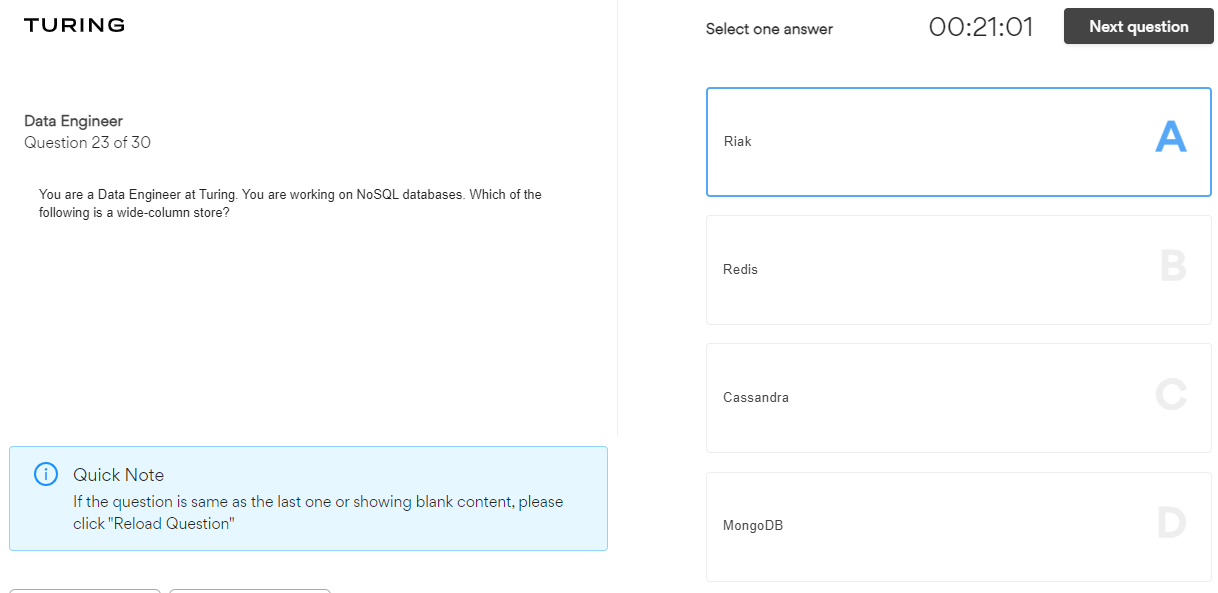 TURING
Select one answer
00:21:01
Next question
Data Engineer
Question 23 of 30
You are a Data Engineer at Turing. You are working on NoSQL databases. Which of the
following is a wide-column store?
Riak
A
Redis
B
Cassandra
C
MongoDB
D
Quick Note
If the question is same as the last one or showing blank content, please
click "Reload Question"